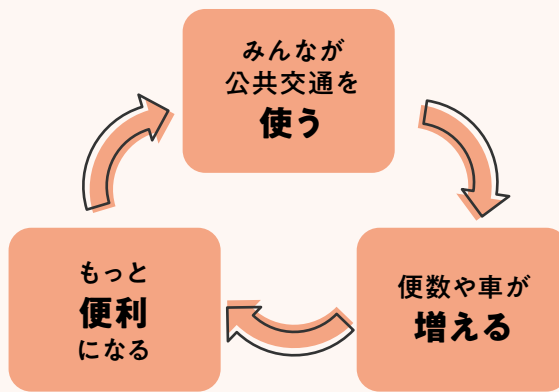 みんなが
公共交通を
使う
便数や車が
増える
もっと
便利
になる